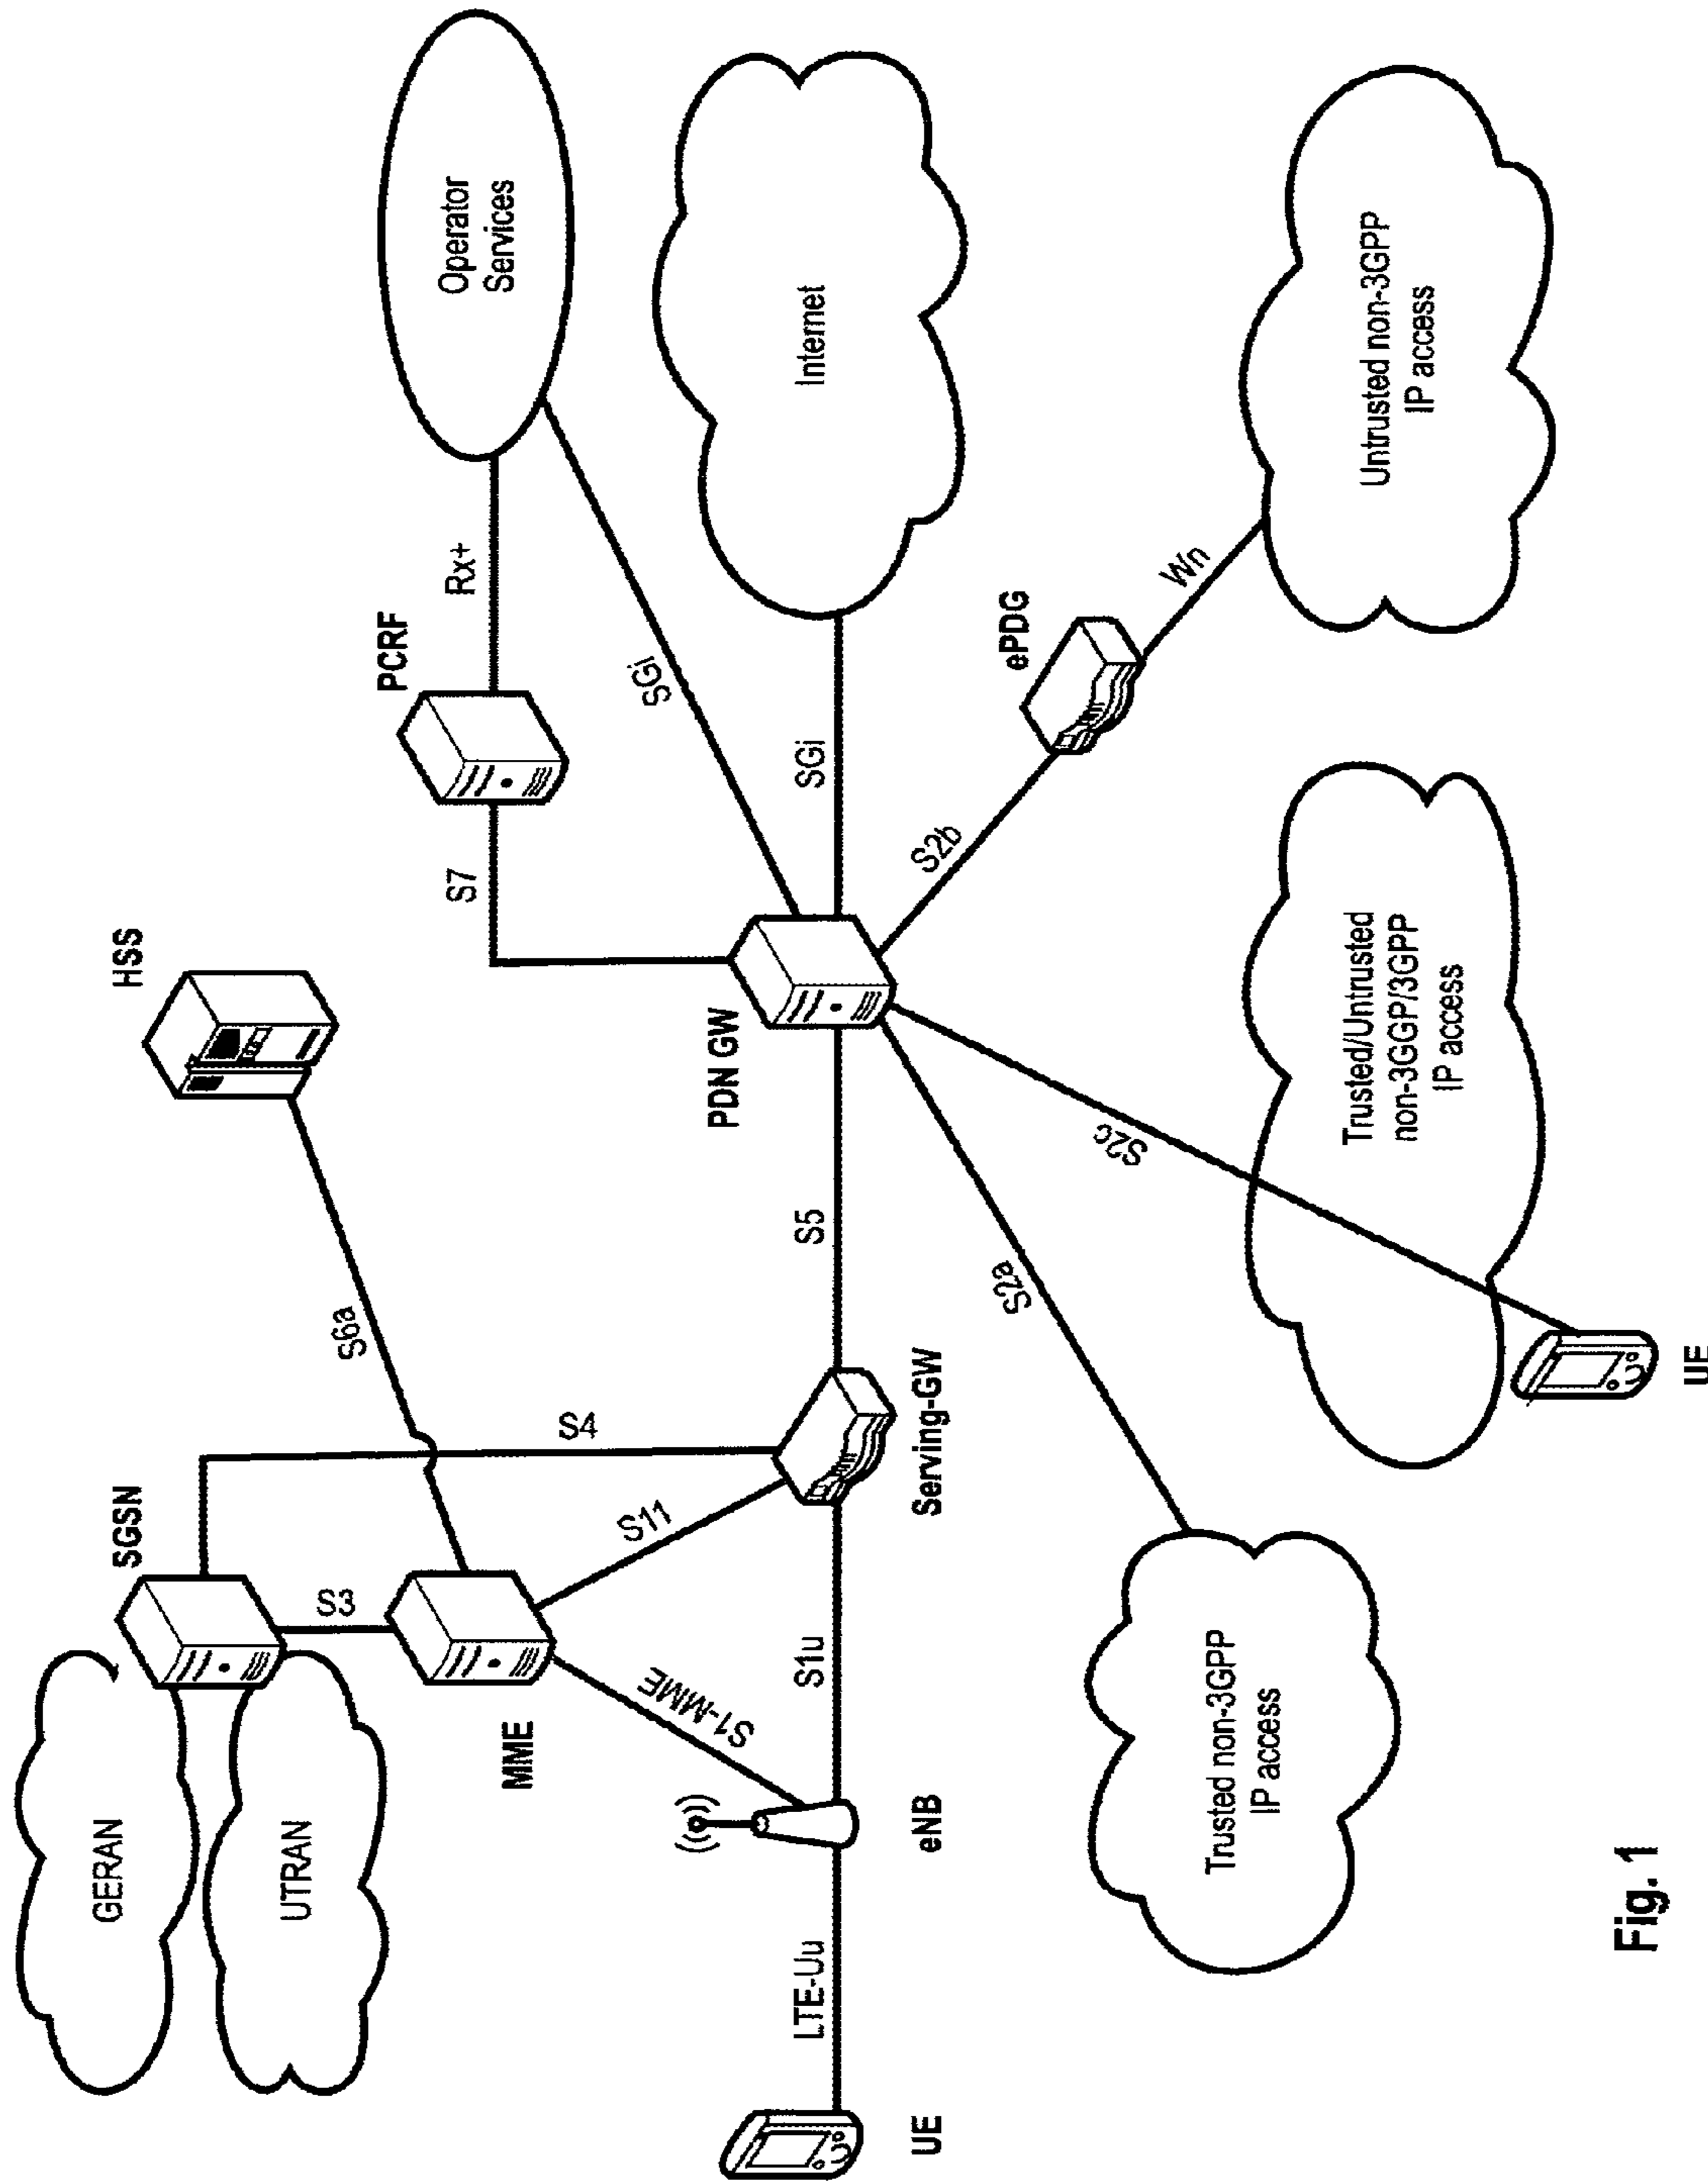 GERAN
SGSN
HSS
UTRAN
S3
S6a
PCRF
S7
Rx+
Operator
Services
MME
S4
S11
SGi
S1-MME
PDN GW
LTE-Uu
S1u
S5
SGi
Internet
UE
eNB
Serving-GW
S2b
S2a
ePDG
S2c
Wn
Trusted non-3GPP
IP access
Trusted/Untrusted
non-3GGP/3GPP
IP access
Untrusted non-3GPP
IP access
UE
Fig. 1